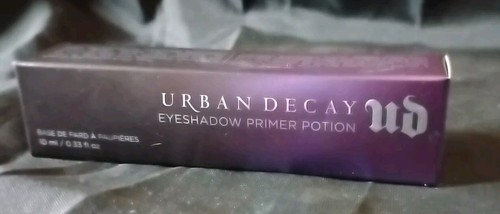 URBAN DECAY
EYESHADOW PRIMER POTION
ud
BASE DE FARD À PAUPIÈRES
10 ml / 0.33 fl oz